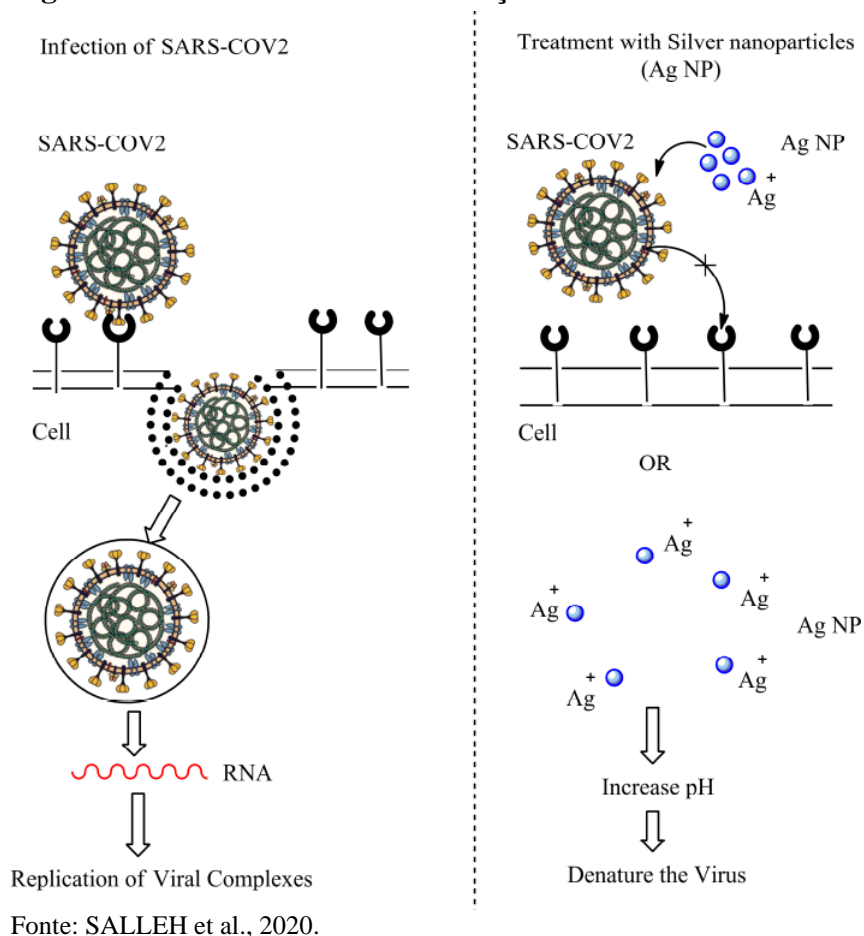 Infection of SARS-COV2
SARS-COV2
Cell
RNA
Replication of Viral Complexes
Treatment with Silver nanoparticles
(Ag NP)
SARS-COV2
Ag NP
+
Ag
Cell
OR
+
Ag
+
Ag
+
Ag
Ag NP
+
Ag
+
Ag
Increase pH
Denature the Virus
Fonte: SALLEH et al., 2020.